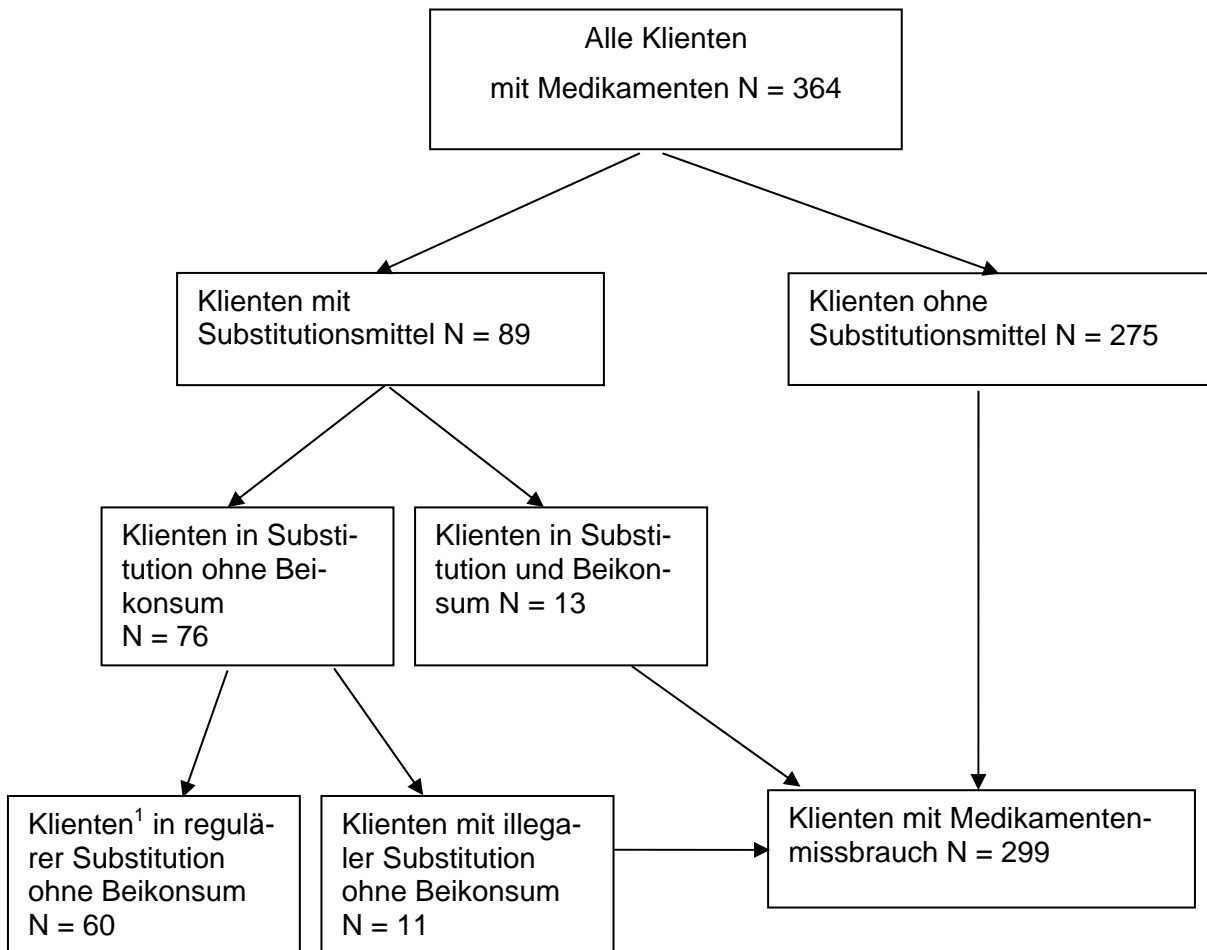 Alle Klienten
mit Medikamenten N = 364
Klienten mit
Substitutionsmittel N = 89
Klienten ohne
Substitutionsmittel N = 275
Klienten in Substi-
tution ohne Bei-
konsum
N = 76
Klienten in Substi-
tution und Beikon-
sum N = 13
Klienten¹ in regulä-
rer Substitution
ohne Beikonsum
N = 60
Klienten mit illega-
ler Substitution
ohne Beikonsum
N = 11
Klienten mit Medikamenten-
missbrauch N = 299